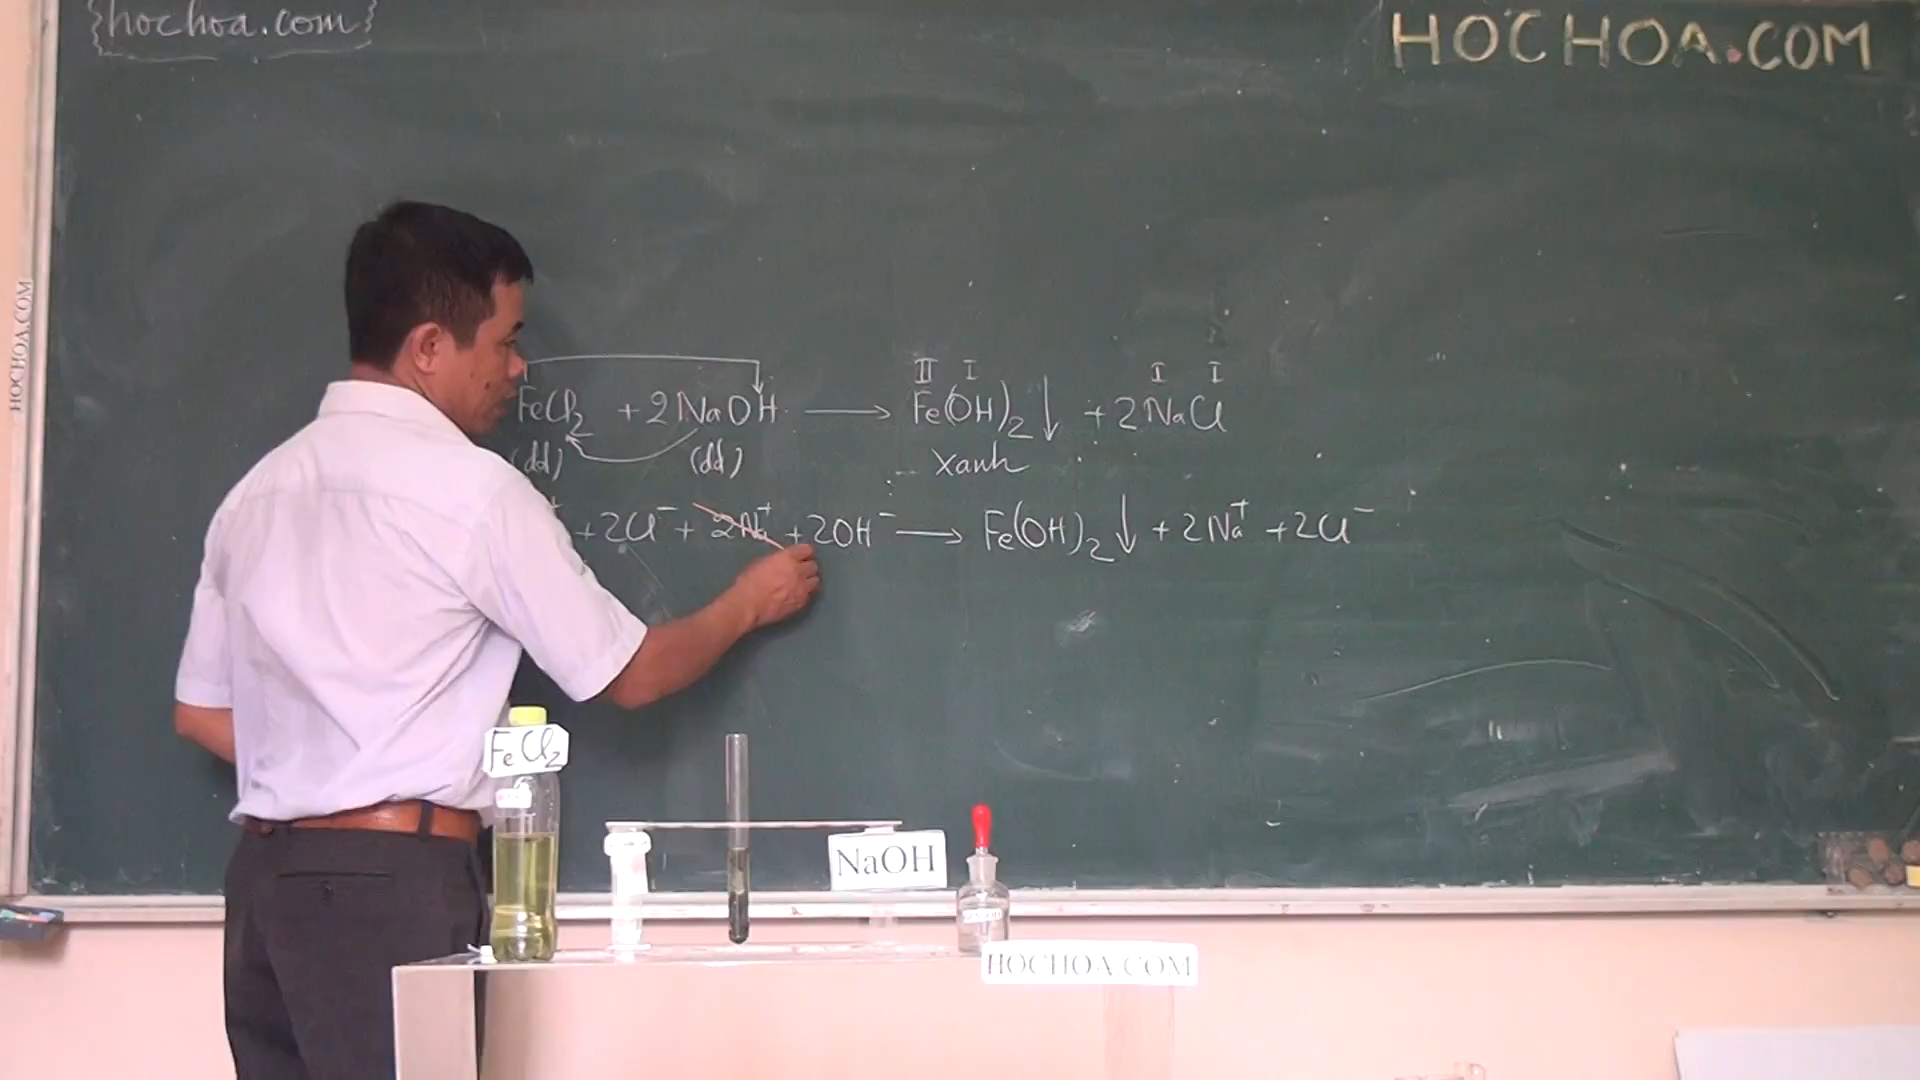 hochoa.com
HOCHOA.COM
HOCHOA.COM
II I I I
FeCl₂ + 2NaOH ⟶ Fe(OH)₂↓ + 2NaCl
(dd) (dd) xanh
+ 2Cl⁻ + 2Na⁺ + 2OH⁻ ⟶ Fe(OH)₂↓ + 2Na⁺ + 2Cl⁻
FeCl₂
NaOH
HOCHOA.COM